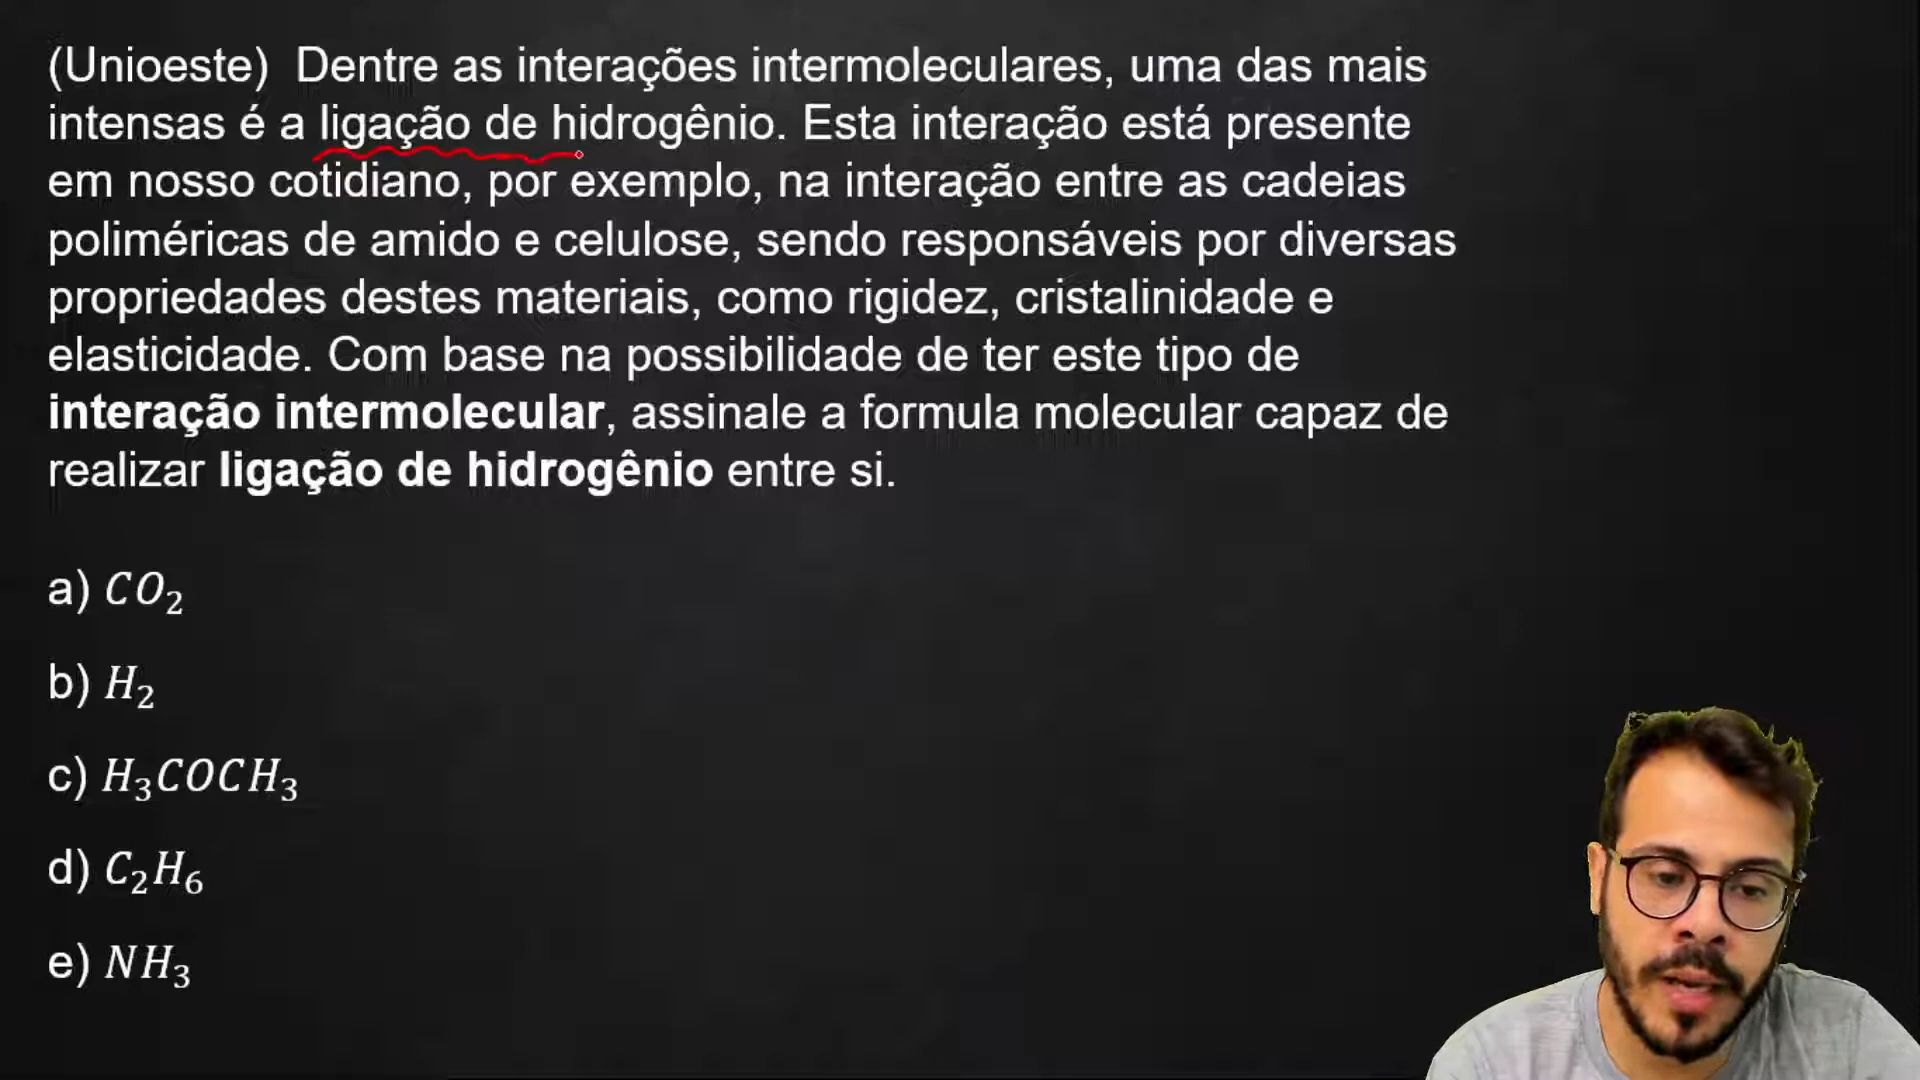 (Unioeste) Dentre as interações intermoleculares, uma das mais
intensas é a ligação de hidrogênio. Esta interação está presente
em nosso cotidiano, por exemplo, na interação entre as cadeias
poliméricas de amido e celulose, sendo responsáveis por diversas
propriedades destes materiais, como rigidez, cristalinidade e
elasticidade. Com base na possibilidade de ter este tipo de
interação intermolecular, assinale a formula molecular capaz de
realizar ligação de hidrogênio entre si.
a) CO₂
b) H₂
c) H₃COCH₃
d) C₂H₆
e) NH₃